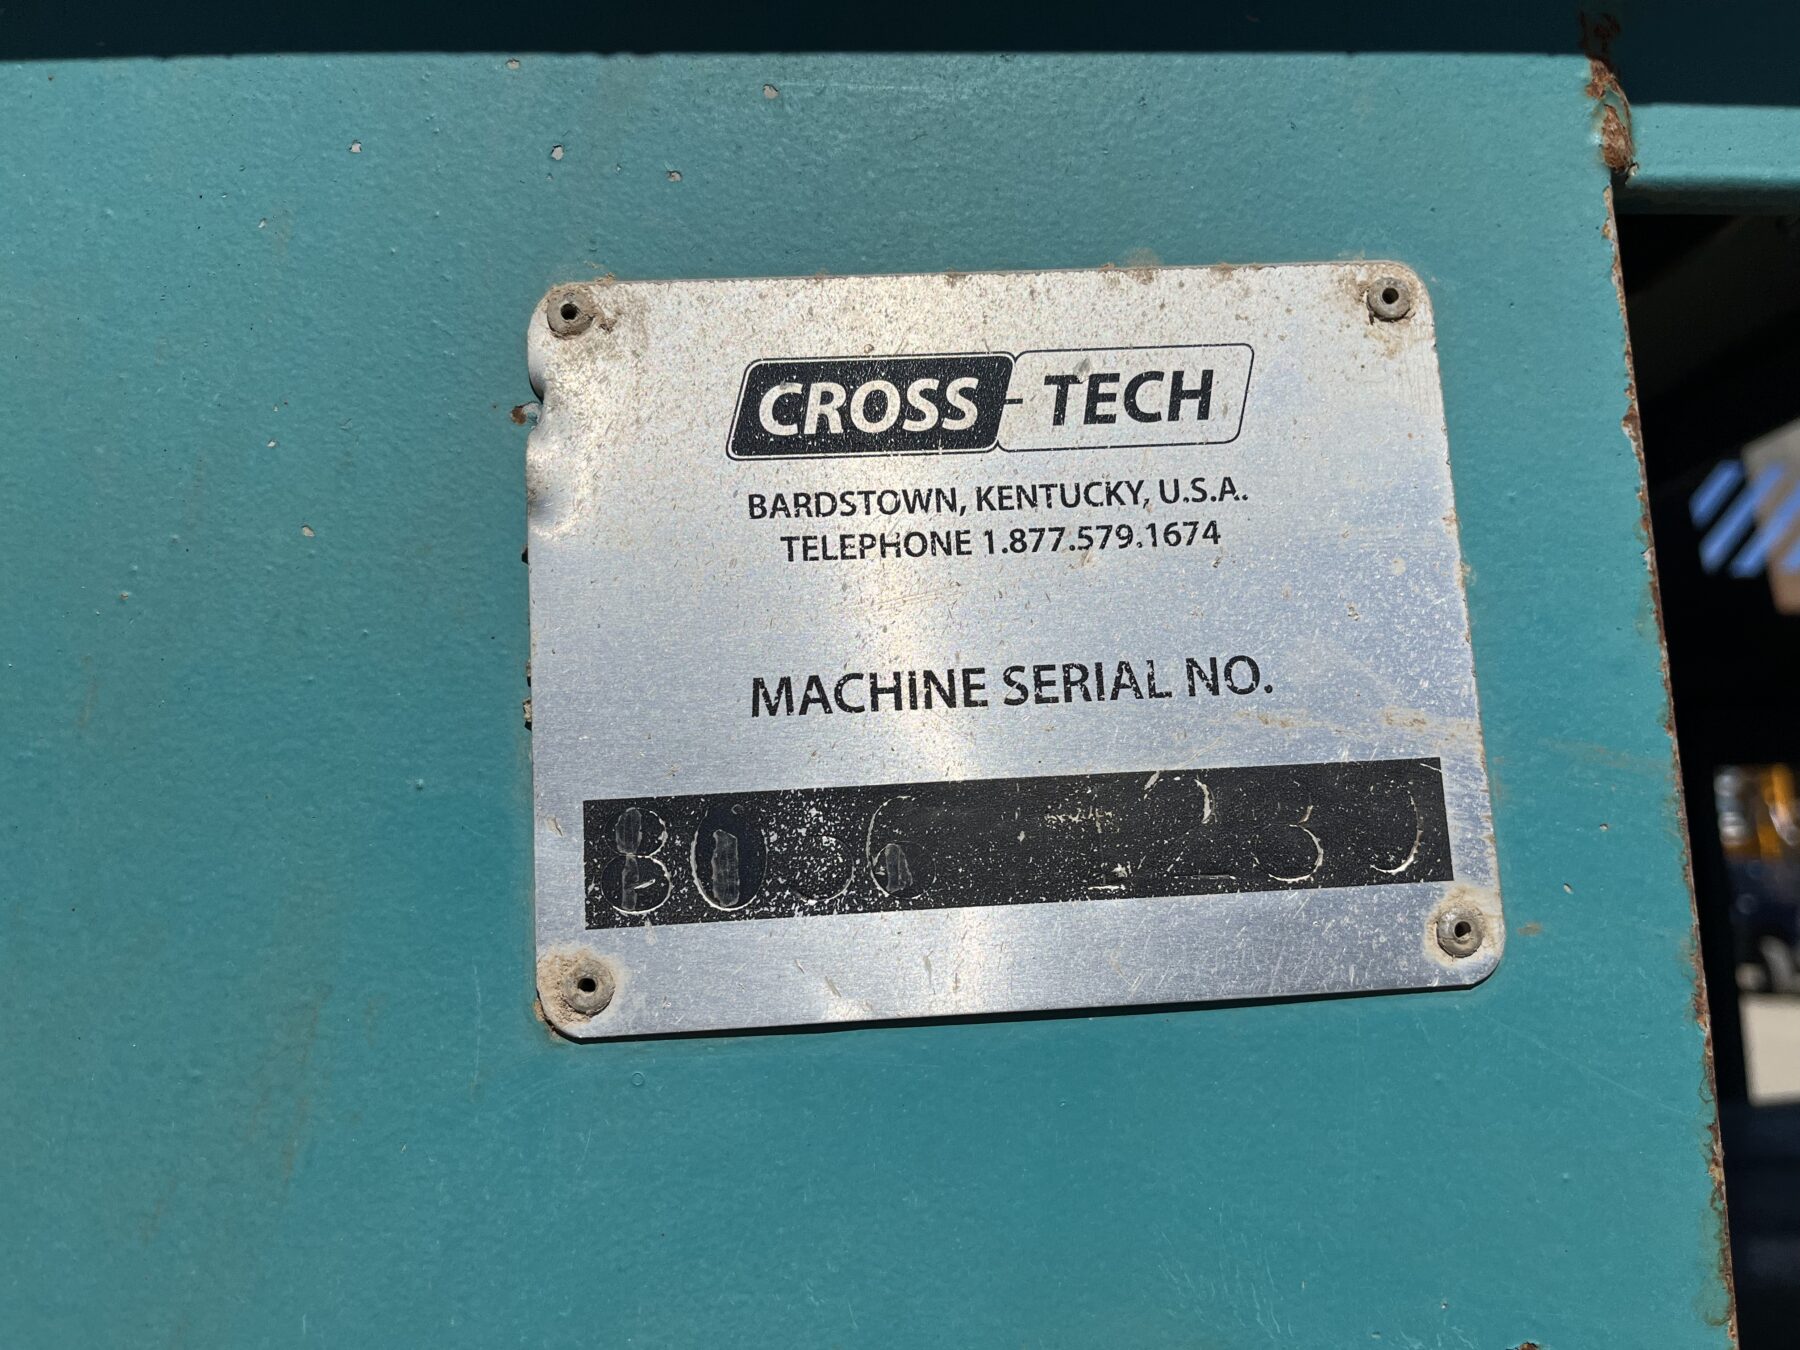 CROSS-TECH
BARDSTOWN, KENTUCKY, U.S.A.
TELEPHONE 1.877.579.1674
MACHINE SERIAL NO.